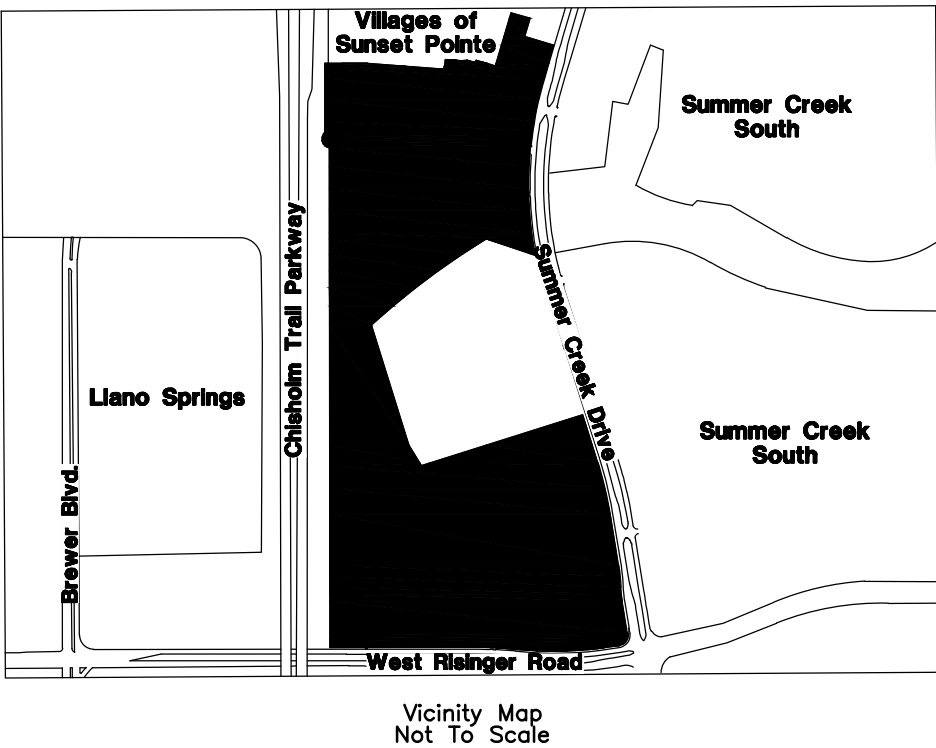 Villages of
Sunset Pointe
Summer Creek
South
Chisholm Trail Parkway
Summer Creek Drive
Llano Springs
Summer Creek
South
Brewer Blvd.
West Risinger Road
Vicinity Map
Not To Scale